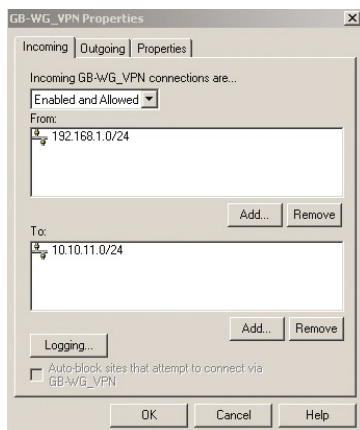 GB-WG_VPN Properties
Incoming Outgoing Properties
Incoming GB-WG_VPN connections are...
Enabled and Allowed
From:
192.168.1.0/24
Add... Remove
To:
10.10.11.0/24
Add... Remove
Logging...
Auto-block sites that attempt to connect via
GB-WG_VPN
OK Cancel Help